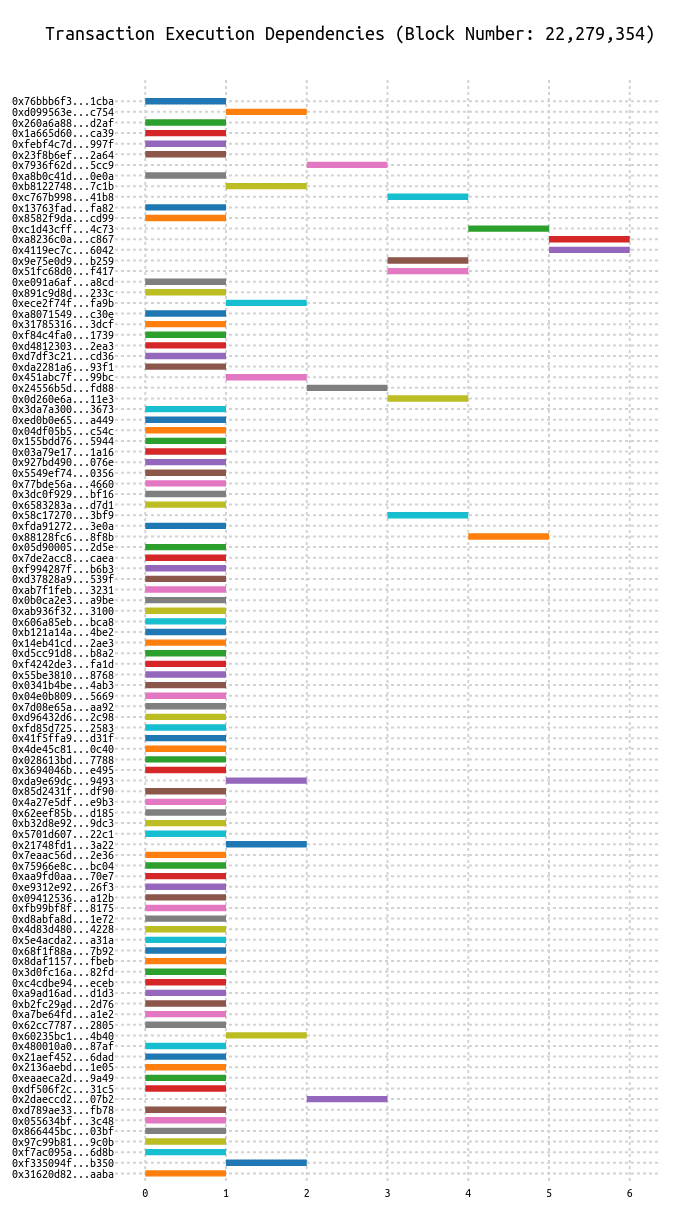 Transaction Execution Dependencies (Block Number: 22,279,354)
0x76bbb6f3...1cba
0xd099563e...c754
0x260a6a88...d2af
0x1a665d60...ca39
0xfebf4c7d...997f
0x23f8b6ef...2a64
0x7936f62d...5cc9
0xa8b0c41d...0e0a
0xb8122748...7c1b
0xc767b998...41b8
0x13763fad...fa82
0x8582f9da...cd99
0xc1d43cff...4c73
0xa8236c0a...c867
0x4119ec7c...6042
0x9e75e0d9...b259
0x51fc68d0...f417
0xe091a6af...a8cd
0x891c9d8d...233c
0xece2f74f...fa9b
0xa8071549...c30e
0x31785316...3dcf
0xf84c4fa0...1739
0xd4812303...2ea3
0xd7df3c21...cd36
0xda2281a6...93f1
0x451abc7f...99bc
0x24556b5d...fd88
0x0d260e6a...11e3
0x3da7a300...3673
0xed0b0e65...a449
0x04df05b5...c54c
0x155bdd76...5944
0x03a79e17...1a16
0x927bd490...076e
0x5549ef74...0356
0x77bde56a...4660
0x3dc0f929...bf16
0x6583283a...d7d1
0x58c17270...3bf9
0xfda91272...3e0a
0x88128fc6...8f8b
0x05d90005...2d5e
0x7de2acc8...caea
0xf994287f...b6b3
0xd37828a9...539f
0xab7f1feb...3231
0x0b0ca2e3...a9be
0xab936f32...3100
0x606a85eb...bca8
0xb121a14a...4be2
0x14eb41cd...2ae3
0xd5cc91d8...b8a2
0xf4242de3...fa1d
0x55be3810...8768
0x0341b4be...4ab3
0x04e0b809...5669
0x7d08e65a...aa92
0xd96432d6...2c98
0xfd85d725...2583
0x41f5ffa9...d31f
0x4de45c81...0c40
0x028613bd...7788
0x3694046b...e495
0xda9e69dc...9493
0x85d2431f...df90
0x4a27e5df...e9b3
0x62eef85b...d185
0xb32d8e92...9dc3
0x5701d607...22c1
0x21748fd1...3a22
0x7eaac56d...2e36
0x75966e8c...bc04
0xaa9fd0aa...70e7
0xe9312e92...26f3
0x09412536...a12b
0xfb99bf8f...8175
0xd8abfa8d...1e72
0x4d83d480...4228
0x5e4acda2...a31a
0x68f1f88a...7b92
0x8daf1157...fbeb
0x3d0fc16a...82fd
0xc4cdbe94...eceb
0xa9ad16ad...d1d3
0xb2fc29ad...2d76
0xa7be64fd...a1e2
0x62cc7787...2805
0x60235bc1...4b40
0x480010a0...87af
0x21aef452...6dad
0x2136aebd...1e05
0xeaaeca2d...9a49
0xdf506f2c...31c5
0x2daeccd2...07b2
0xd789ae33...fb78
0x055634bf...3c48
0x866445bc...03bf
0x97c99b81...9c0b
0xf7ac095a...6d8b
0xf335094f...b350
0x31620d82...aaba
0 1 2 3 4 5 6